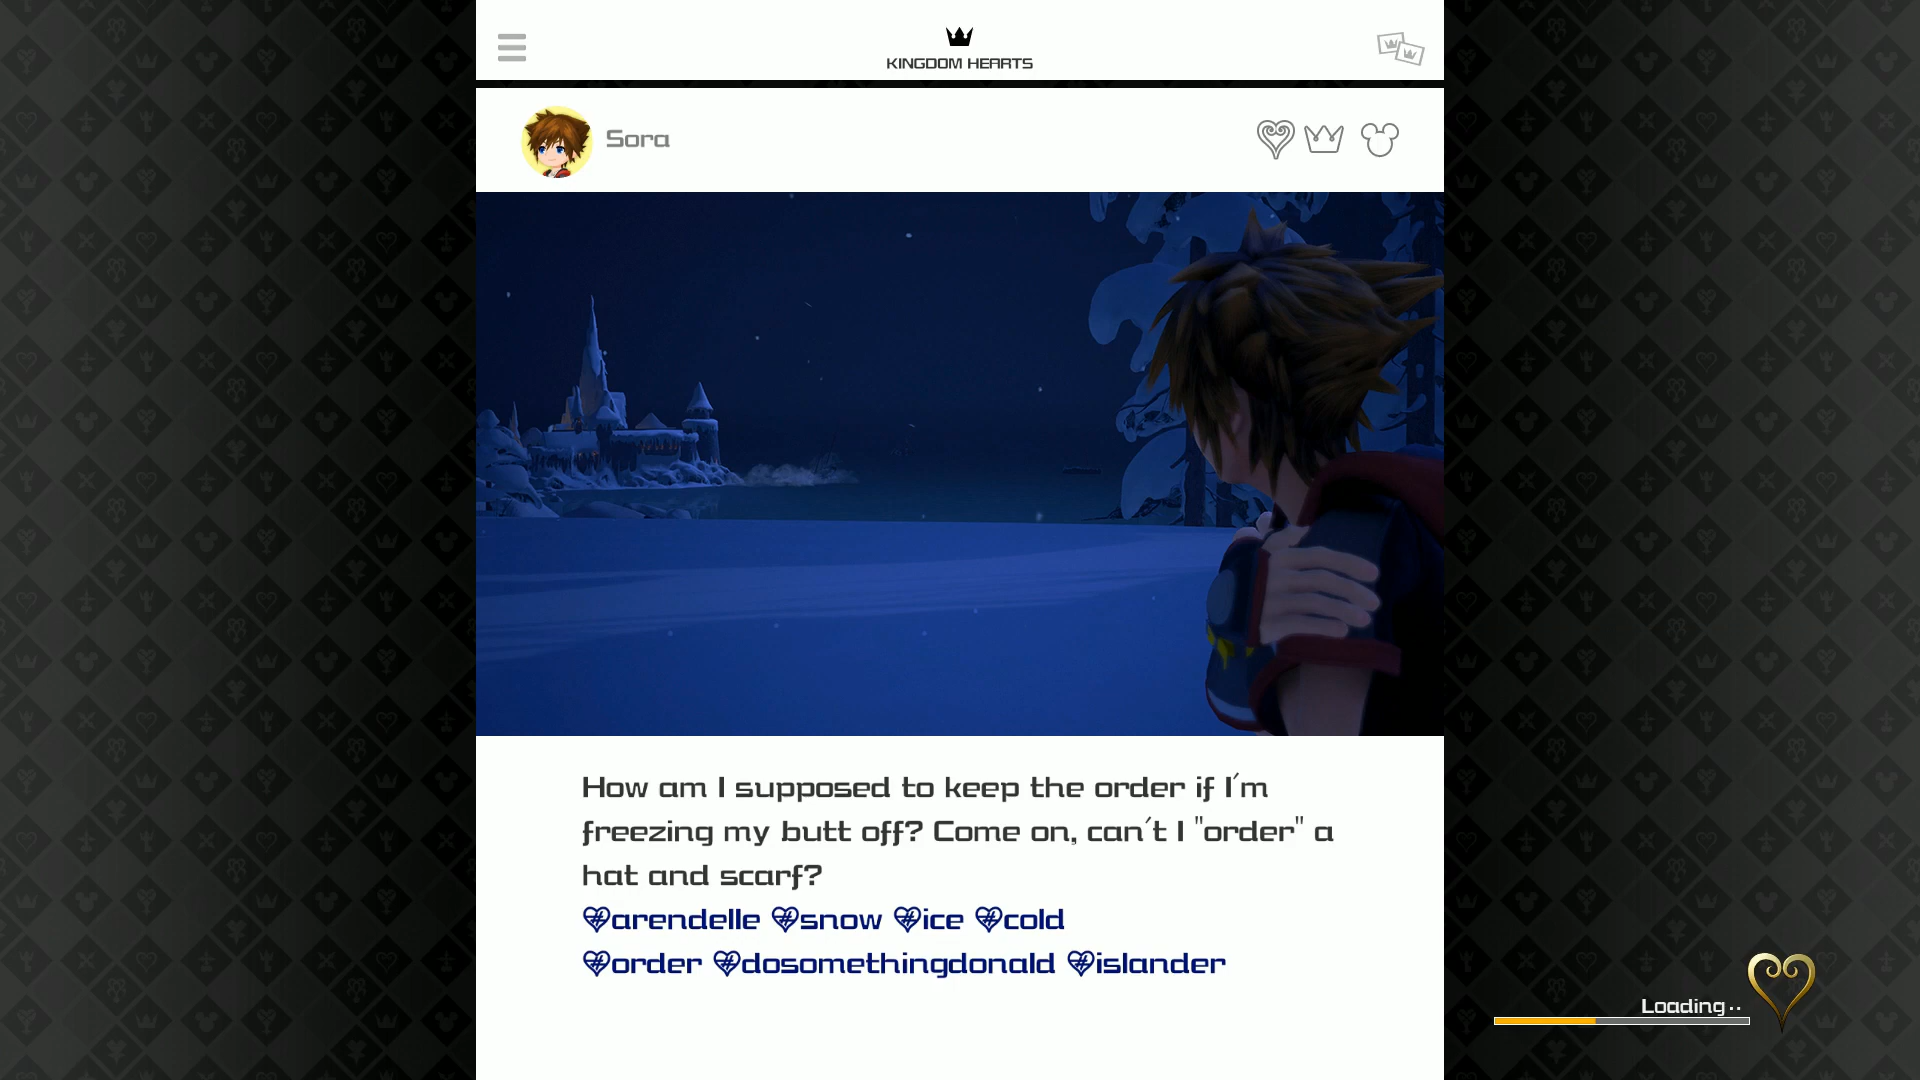 KINGDOM HEARTS
Sora
How am I supposed to keep the order if I'm
freezing my butt off? Come on, can't I "order" a
hat and scarf?
#arendelle #snow #ice #cold
#order #dosomethingdonald #islander
Loading..